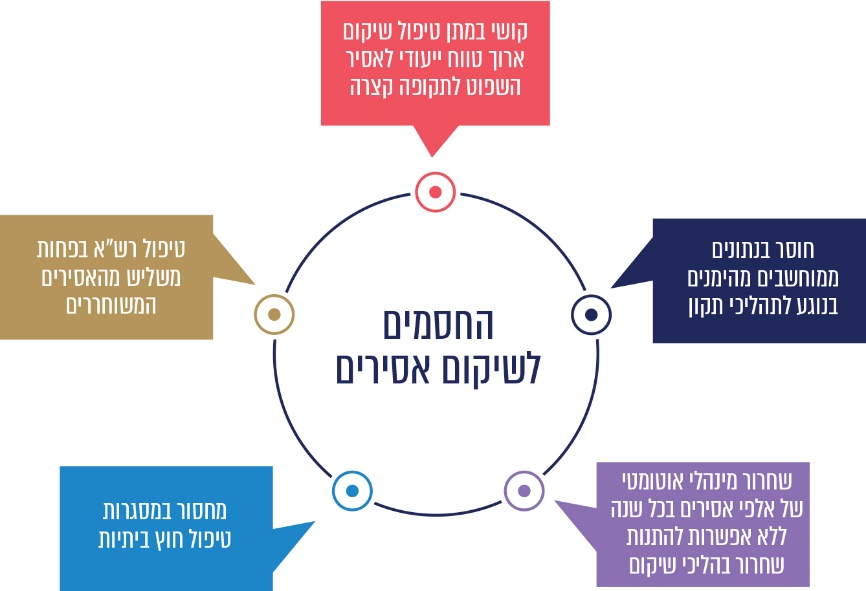 קושי במתן טיפול שיקום
ארוך טווח ייעודי לאסיר
השפוט לתקופה קצרה
חוסר בנתונים
ממוחשבים מהימנים
בנוגע לתהליכי תקון
שחרור מינהלי אוטומטי
של אלפי אסירים בכל שנה
ללא אפשרות להתנות
שחרור בהליכי שיקום
מחסור במסגרות
טיפול חוץ ביתיות
טיפול רש"א בפחות
משליש מהאסירים
המשוחררים
החסמים
לשיקום אסירים